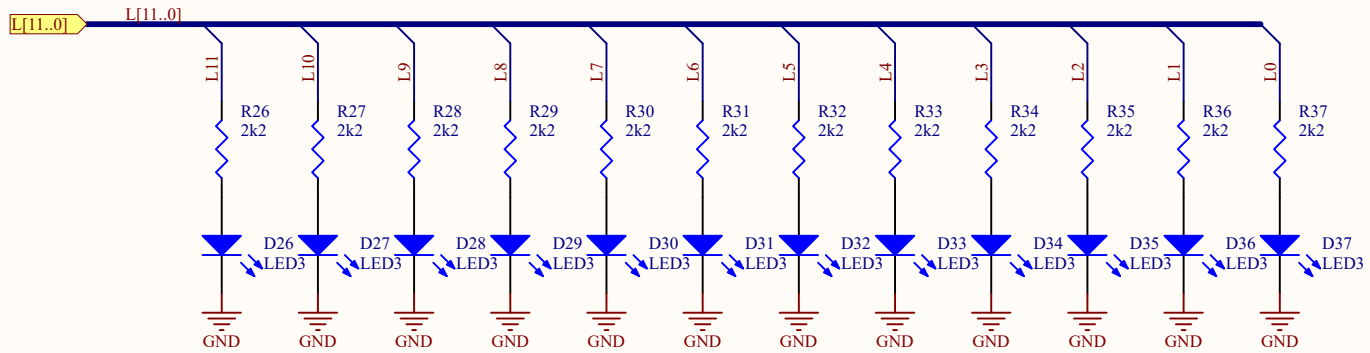 L[11..0]
L[11..0]
L11
L10
L9
L8
L7
L6
L5
L4
L3
L2
L1
L0
R26
2k2
R27
2k2
R28
2k2
R29
2k2
R30
2k2
R31
2k2
R32
2k2
R33
2k2
R34
2k2
R35
2k2
R36
2k2
R37
2k2
D26
LED3
D27
LED3
D28
LED3
D29
LED3
D30
LED3
D31
LED3
D32
LED3
D33
LED3
D34
LED3
D35
LED3
D36
LED3
D37
LED3
GND
GND
GND
GND
GND
GND
GND
GND
GND
GND
GND
GND